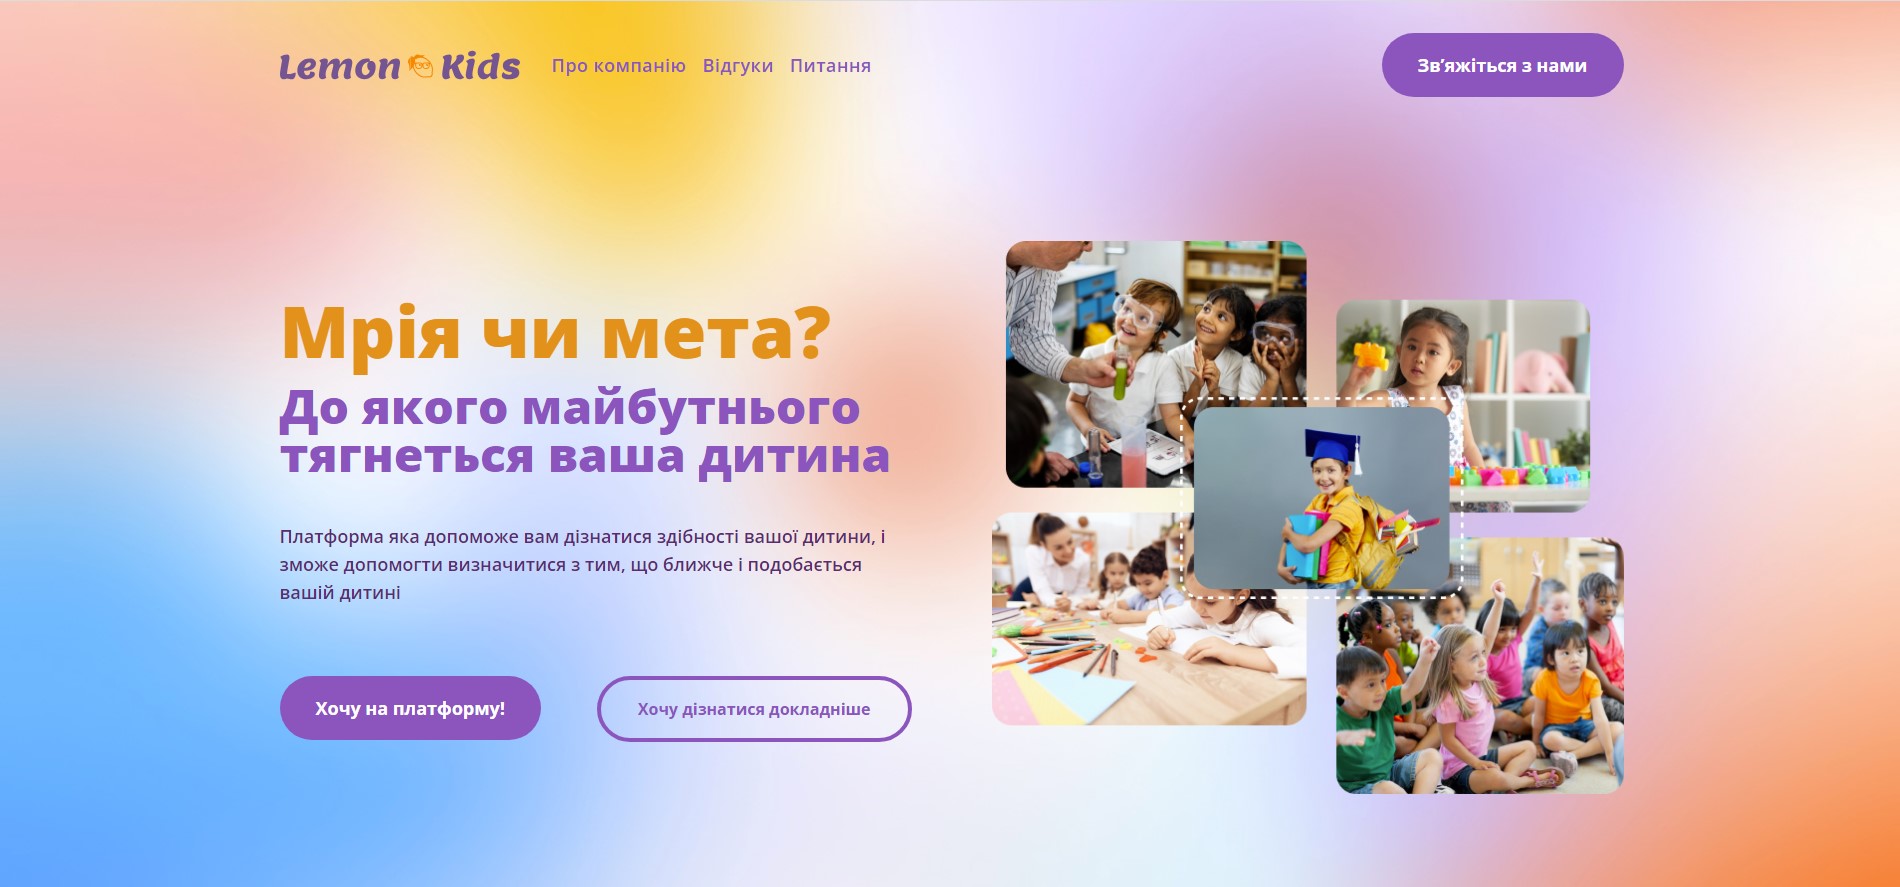 Lemon Kids
Про компанію Відгуки Питання
Зв’яжіться з нами
Мрія чи мета?
До якого майбутнього
тягнеться ваша дитина
Платформа яка допоможе вам дізнатися здібності вашої дитини, і
зможе допомогти визначитися з тим, що ближче і подобається
вашій дитині
Хочу на платформу!
Хочу дізнатися докладніше